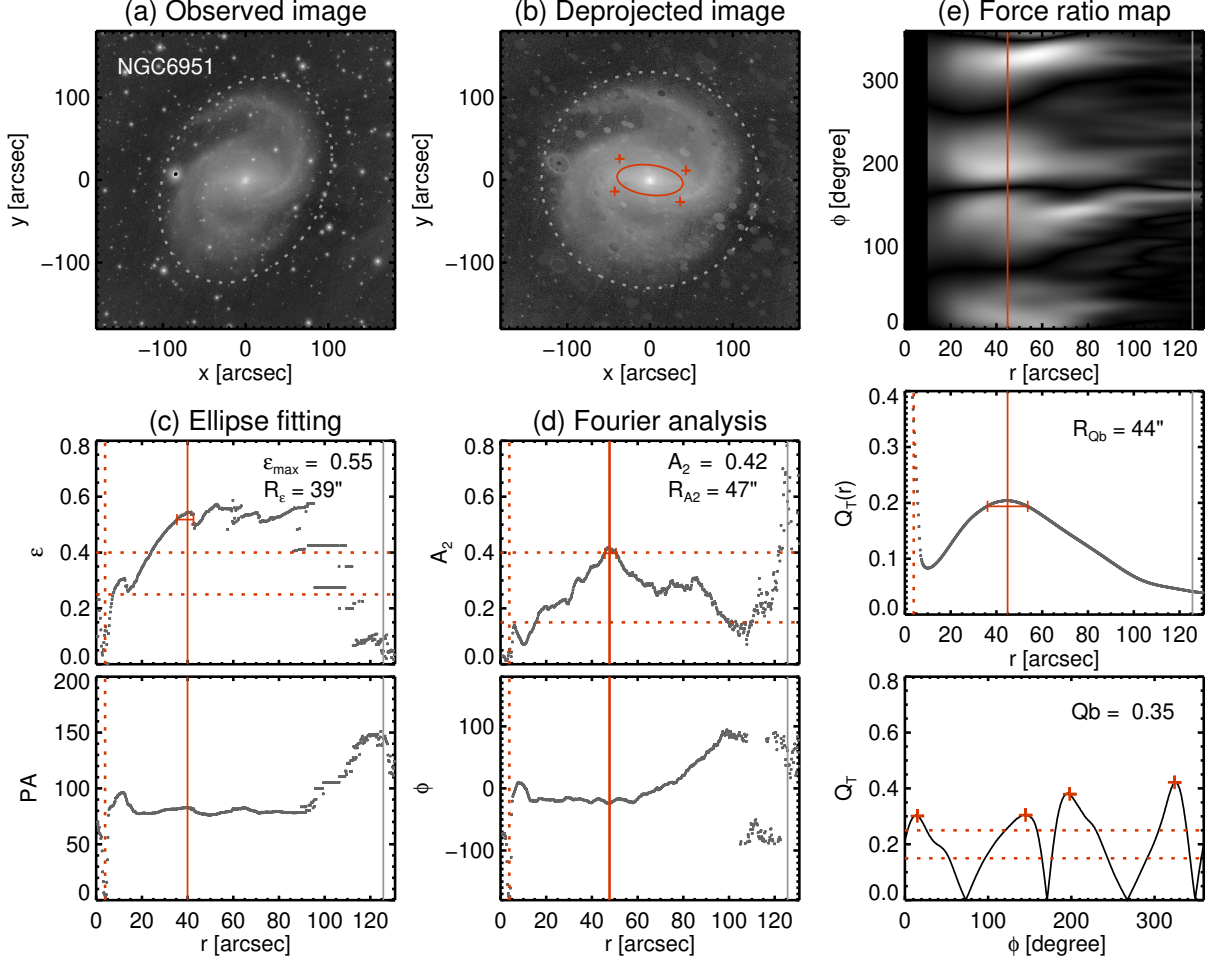 (a) Observed image
NGC6951
100
0
−100
y [arcsec]
−100 0 100
x [arcsec]
(b) Deprojected image
100
0
−100
y [arcsec]
−100 0 100
x [arcsec]
(e) Force ratio map
300
200
100
0
ϕ [degree]
0 20 40 60 80 100 130
r [arcsec]
(c) Ellipse fitting
ε_max = 0.55
R_ε = 39"
0.8
0.6
0.4
0.2
0.0
ε
200
150
100
50
0
PA
0 20 40 60 80 100 120
r [arcsec]
(d) Fourier analysis
A_2 = 0.42
R_A2 = 47"
0.8
0.6
0.4
0.2
0.0
A_2
100
0
−100
ϕ
0 20 40 60 80 100 120
r [arcsec]
R_Qb = 44"
0.4
0.3
0.2
0.1
0.0
Q_T(r)
0 20 40 60 80 100 120
r [arcsec]
Qb = 0.35
0.8
0.6
0.4
0.2
0.0
Q_T
0 100 200 300
ϕ [degree]